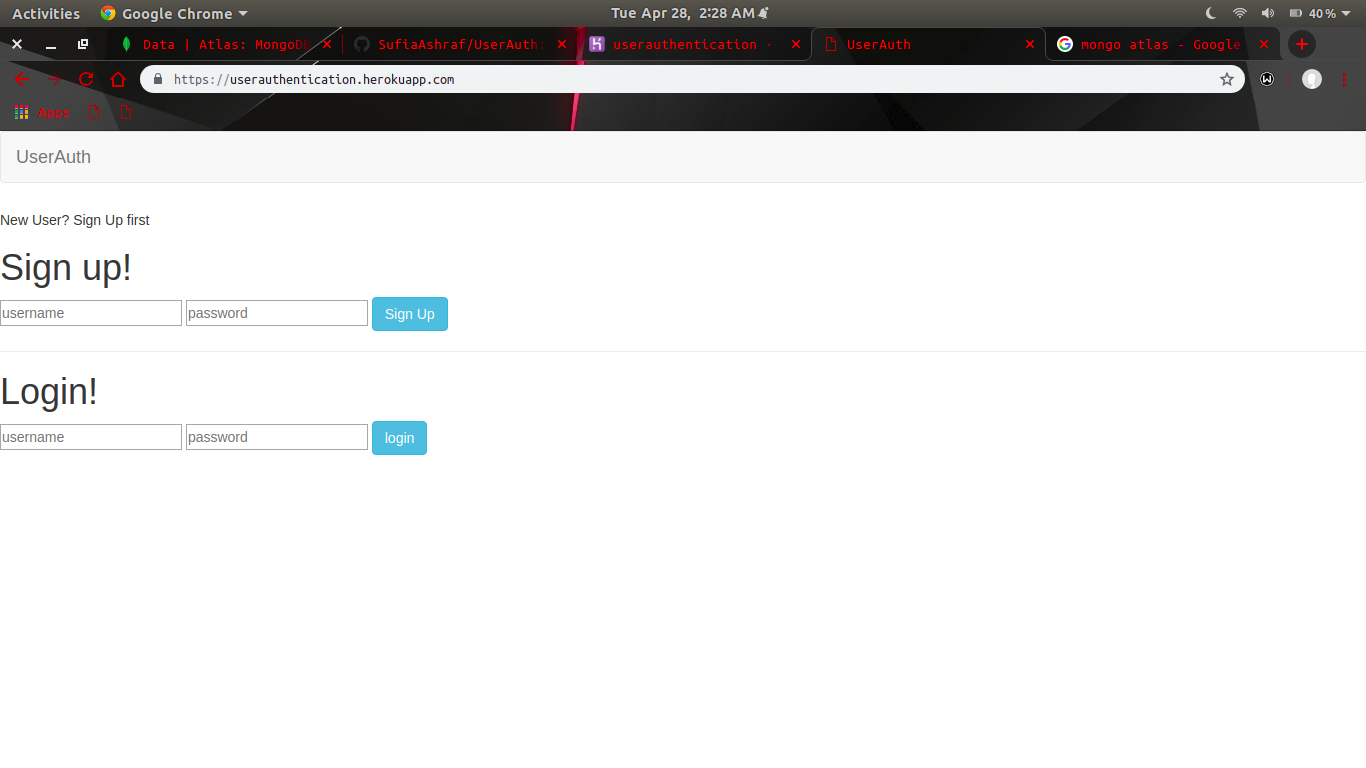 Activities Google Chrome Tue Apr 28, 2:28 AM 40 %
Data | Atlas: MongoDB SufiaAshraf/UserAuth: userauthentication · UserAuth mongo atlas - Google
https://userauthentication.herokuapp.com
Apps
UserAuth
New User? Sign Up first
Sign up!
username password Sign Up
Login!
username password login